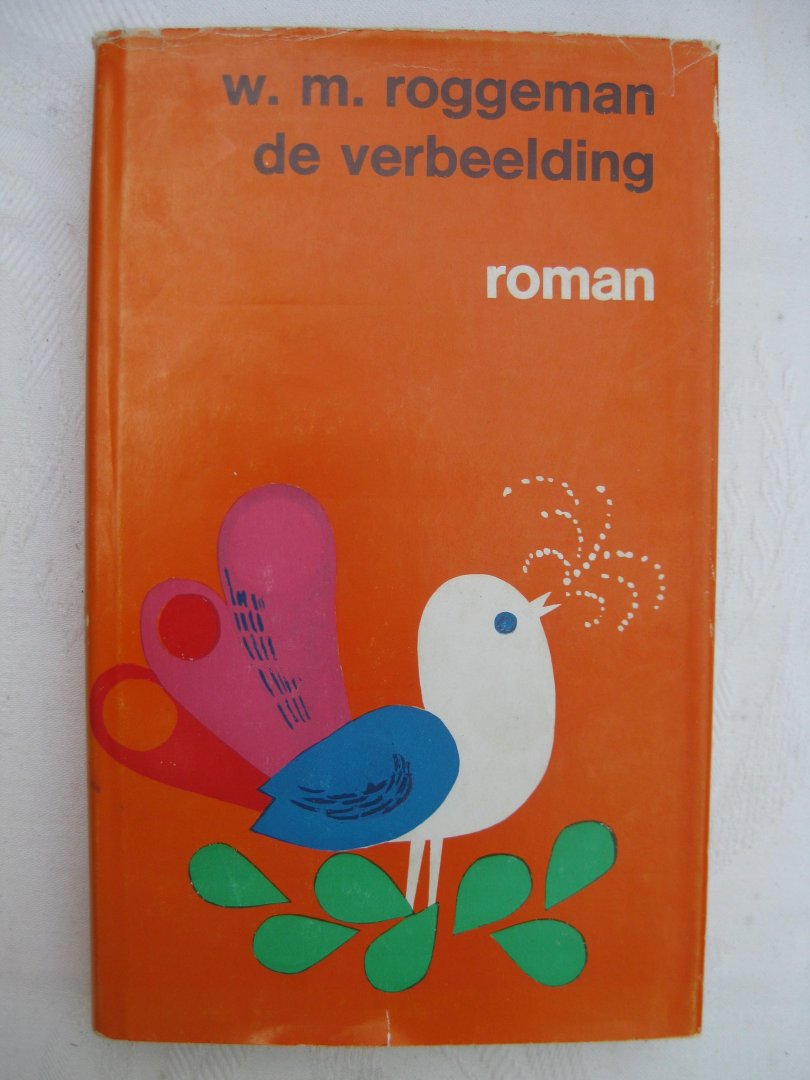 w. m. roggeman
de verbeelding
roman